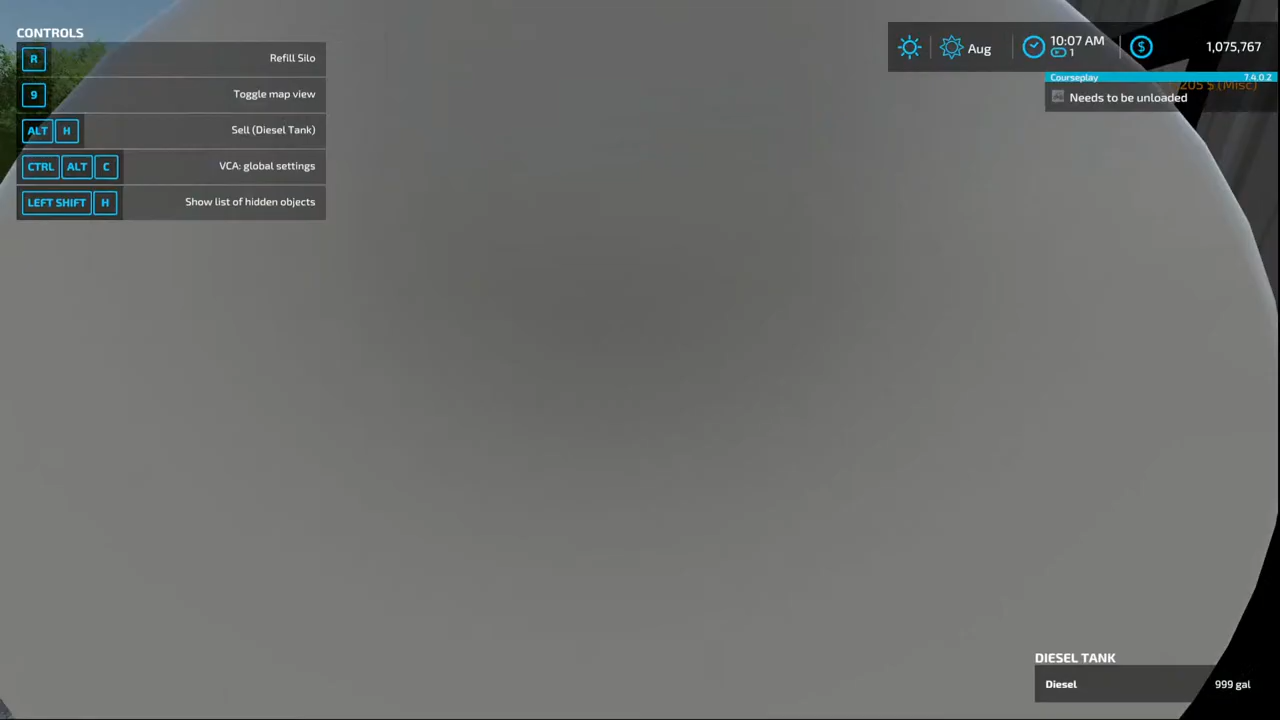 CONTROLS
R Refill Silo
9 Toggle map view
ALT H Sell (Diesel Tank)
CTRL ALT C VCA: global settings
LEFT SHIFT H Show list of hidden objects
Aug 10:07 AM 1 $ 1,075,767
Courseplay 7.4.0.2
205 $ (Misc)
Needs to be unloaded
DIESEL TANK
Diesel 999 gal